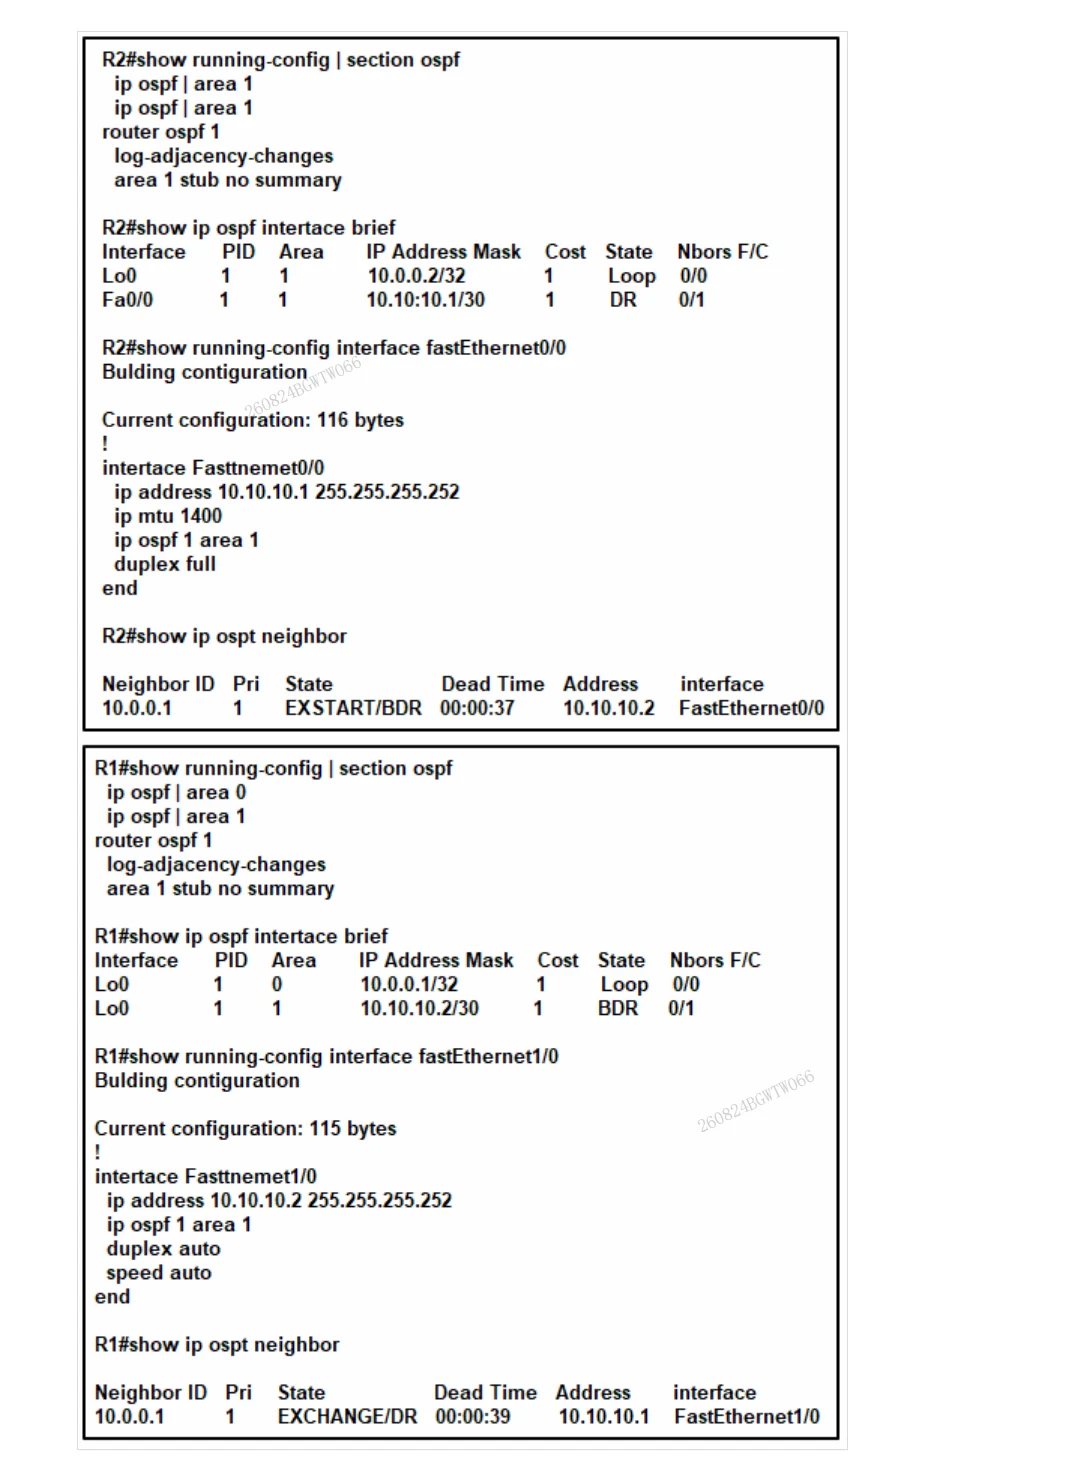 R2#show running-config | section ospf
ip ospf | area 1
ip ospf | area 1
router ospf 1
log-adjacency-changes
area 1 stub no summary
R2#show ip ospf intertace brief
Interface PID Area IP Address Mask Cost State Nbors F/C
Lo0 1 1 10.0.0.2/32 1 Loop 0/0
Fa0/0 1 1 10.10:10.1/30 1 DR 0/1
R2#show running-config interface fastEthernet0/0
Bulding contiguration
260824BGWTW066
Current configuration: 116 bytes
!
intertace Fasttnemet0/0
ip address 10.10.10.1 255.255.255.252
ip mtu 1400
ip ospf 1 area 1
duplex full
end
R2#show ip ospt neighbor
Neighbor ID Pri State Dead Time Address interface
10.0.0.1 1 EXSTART/BDR 00:00:37 10.10.10.2 FastEthernet0/0
R1#show running-config | section ospf
ip ospf | area 0
ip ospf | area 1
router ospf 1
log-adjacency-changes
area 1 stub no summary
R1#show ip ospf intertace brief
Interface PID Area IP Address Mask Cost State Nbors F/C
Lo0 1 0 10.0.0.1/32 1 Loop 0/0
Lo0 1 1 10.10.10.2/30 1 BDR 0/1
R1#show running-config interface fastEthernet1/0
Bulding contiguration
260824BGWTW066
Current configuration: 115 bytes
!
intertace Fasttnemet1/0
ip address 10.10.10.2 255.255.255.252
ip ospf 1 area 1
duplex auto
speed auto
end
R1#show ip ospt neighbor
Neighbor ID Pri State Dead Time Address interface
10.0.0.1 1 EXCHANGE/DR 00:00:39 10.10.10.1 FastEthernet1/0